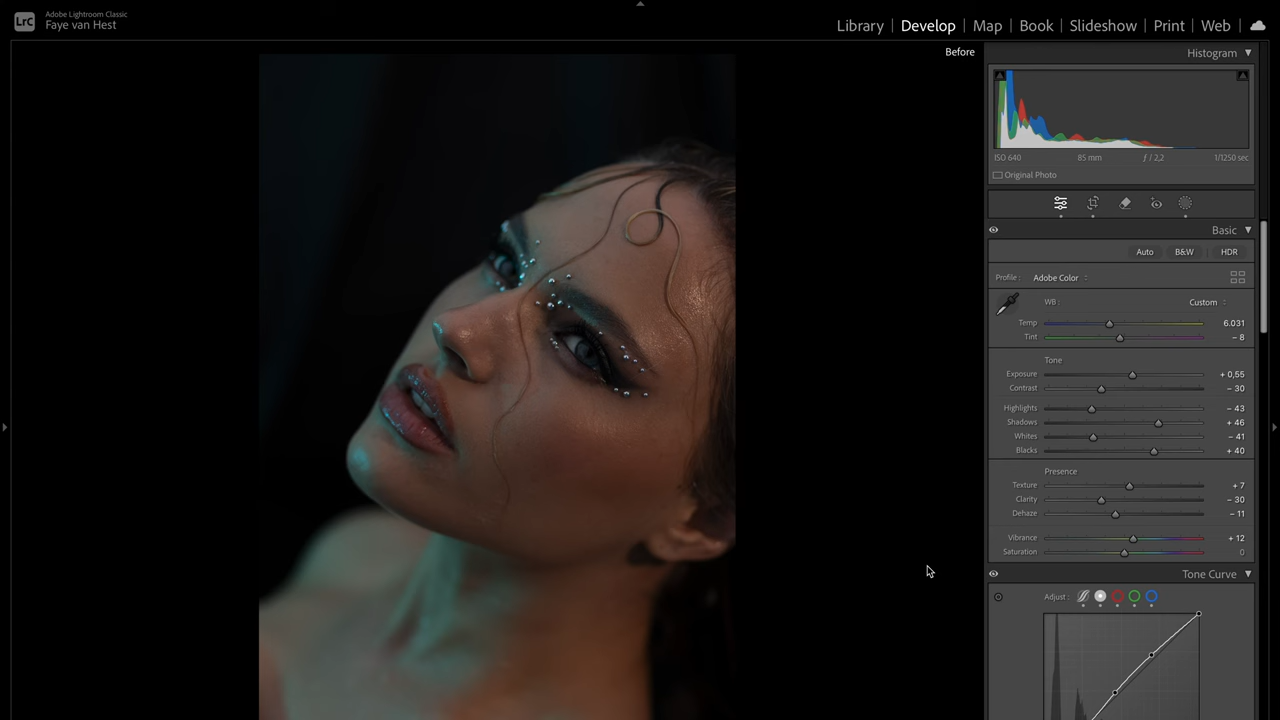 LrC
Adobe Lightroom Classic
Faye van Hest
Library | Develop | Map | Book | Slideshow | Print | Web
Before
Histogram
ISO 640 85 mm ƒ / 2,2 1/1250 sec
Original Photo
Basic
Auto B&W HDR
Profile : Adobe Color
WB : Custom
Temp 6.031
Tint – 8
Tone
Exposure + 0,55
Contrast – 30
Highlights – 43
Shadows + 46
Whites – 41
Blacks + 40
Presence
Texture + 7
Clarity – 30
Dehaze – 11
Vibrance + 12
Saturation 0
Tone Curve
Adjust :